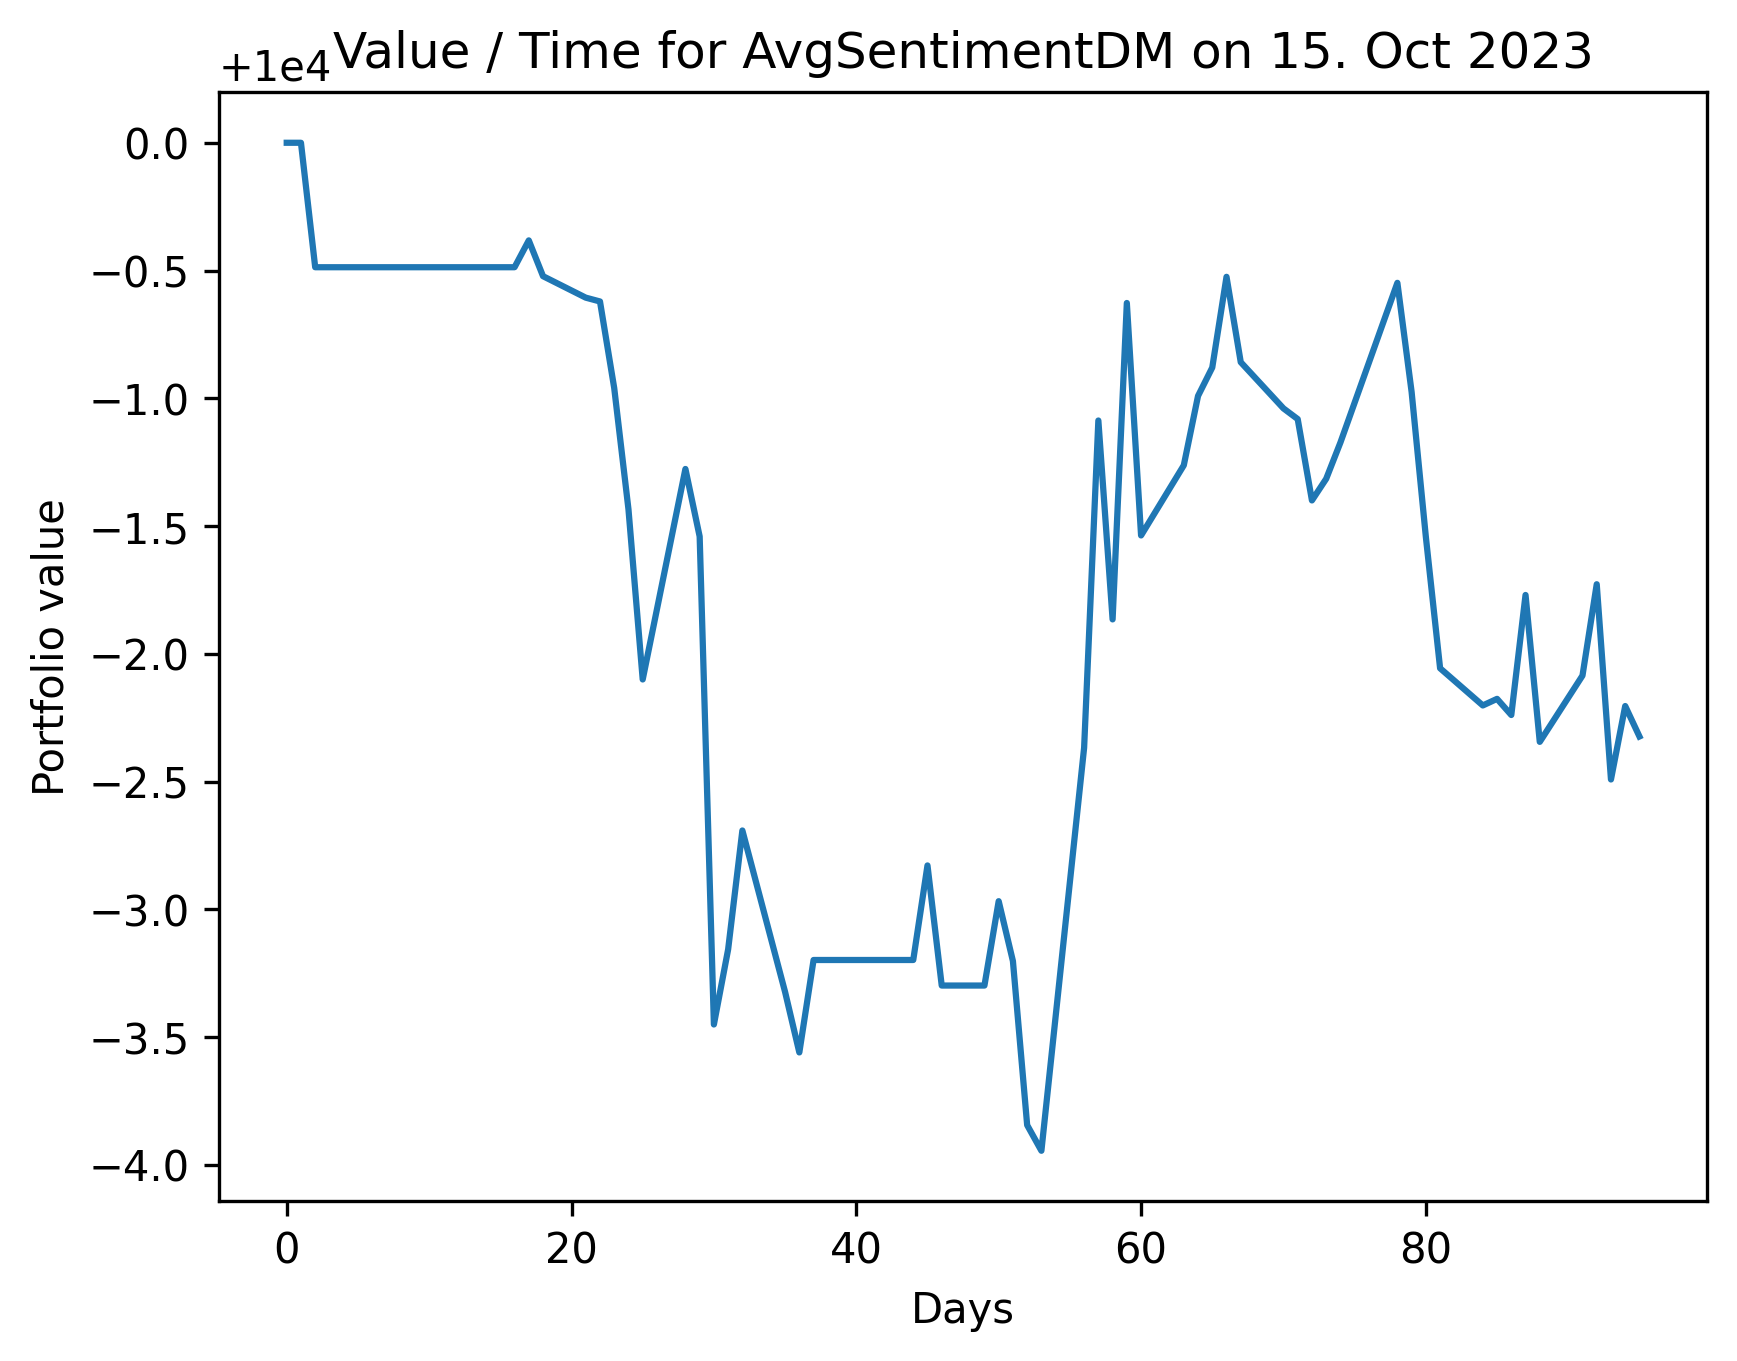 Value / Time for AvgSentimentDM on 15. Oct 2023
+1e4
0.0
−0.5
−1.0
−1.5
−2.0
−2.5
−3.0
−3.5
−4.0
Portfolio value
0 20 40 60 80
Days